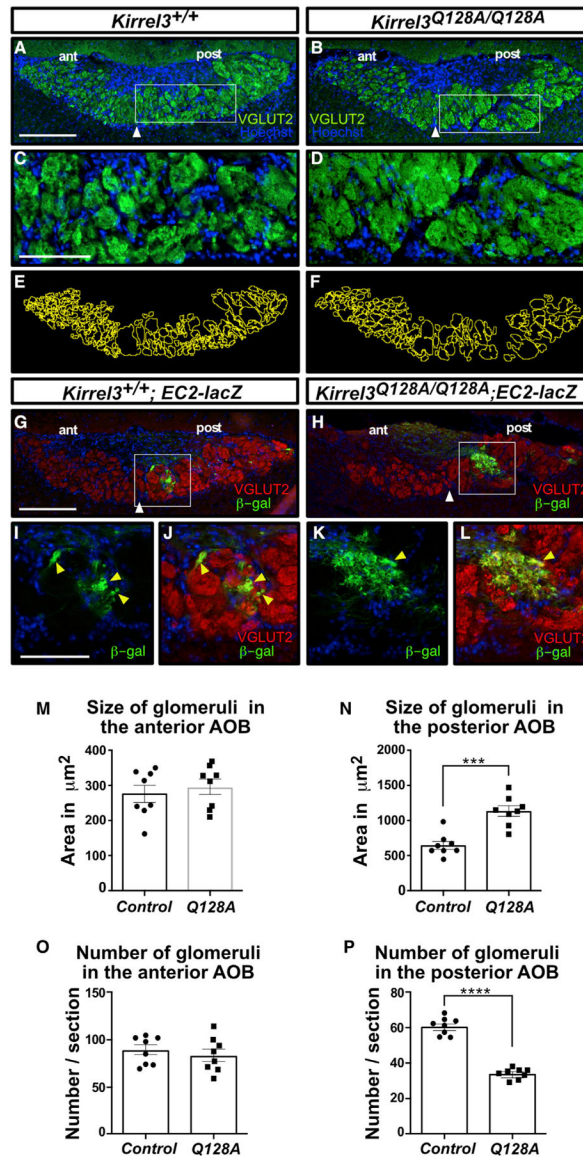 Kirrel3+/+
Kirrel3Q128A/Q128A
A
ant
post
VGLUT2
Hoechst
B
ant
post
VGLUT2
Hoechst
C
D
E
F
Kirrel3+/+; EC2-lacZ
Kirrel3Q128A/Q128A;EC2-lacZ
G
ant
post
VGLUT2
β-gal
H
ant
post
VGLUT2
β-gal
I
β-gal
J
VGLUT2
β-gal
K
β-gal
L
VGLUT2
β-gal
M
Size of glomeruli in
the anterior AOB
Area in μm2
400
300
200
100
0
Control
Q128A
N
Size of glomeruli in
the posterior AOB
Area in μm2
2000
1500
1000
500
0
***
Control
Q128A
O
Number of glomeruli
in the anterior AOB
Number / section
150
100
50
0
Control
Q128A
P
Number of glomeruli
in the posterior AOB
Number / section
80
60
40
20
0
****
Control
Q128A